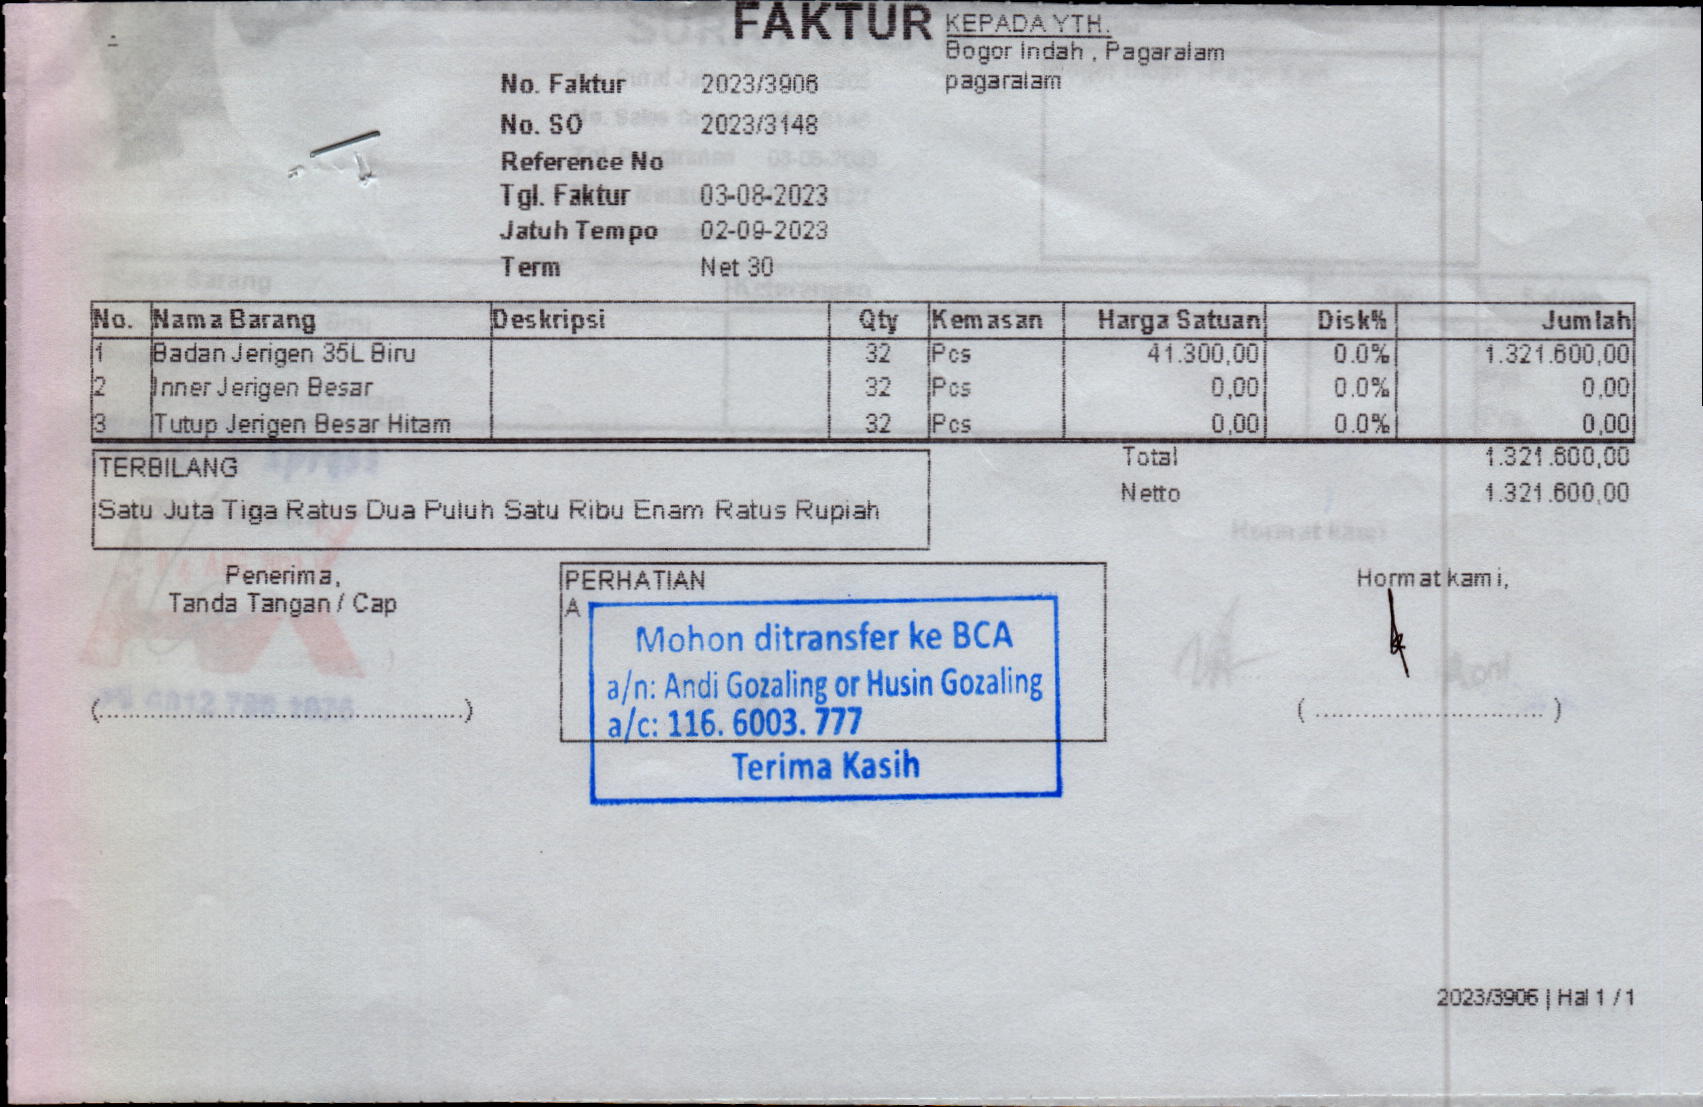 FAKTUR
KEPADA YTH.
Bogor Indah , Pagaralam
pagaralam
No. Faktur 2023/3906
No. SO 2023/3148
Reference No
Tgl. Faktur 03-08-2023
Jatuh Tempo 02-09-2023
Term Net 30
No. Nama Barang Deskripsi Qty Kemasan Harga Satuan Disk% Jumlah
1 Badan Jerigen 35L Biru 32 Pcs 41.300,00 0.0% 1.321.600,00
2 Inner Jerigen Besar 32 Pcs 0,00 0.0% 0,00
3 Tutup Jerigen Besar Hitam 32 Pcs 0,00 0.0% 0,00
Total 1.321.600,00
Netto 1.321.600,00
TERBILANG
Satu Juta Tiga Ratus Dua Puluh Satu Ribu Enam Ratus Rupiah
Penerima,
Tanda Tangan / Cap
(......................................................)
PERHATIAN
A
Mohon ditransfer ke BCA
a/n: Andi Gozaling or Husin Gozaling
a/c: 116. 6003. 777
Terima Kasih
Hormat kami,
( ............................ )
2023/3906 | Hal 1 / 1